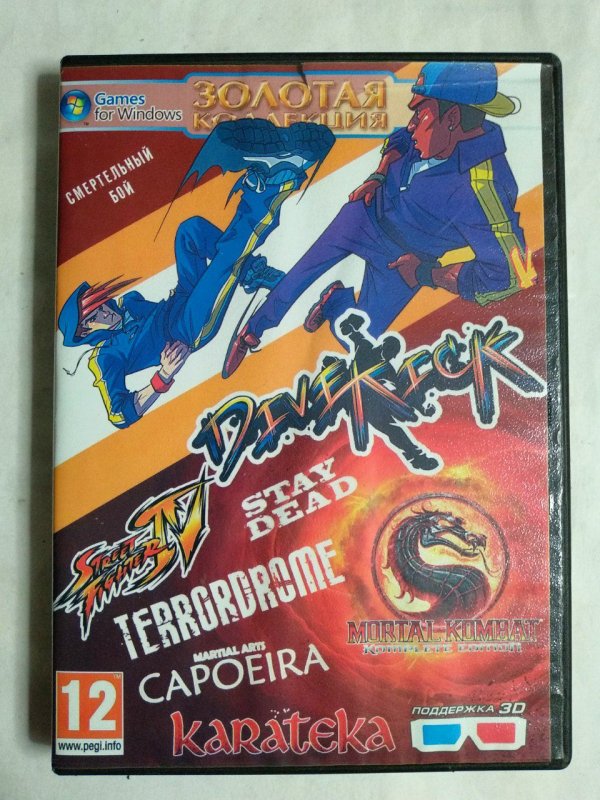 Games
for Windows
ЗОЛОТАЯ
КОЛЛЕКЦИЯ
СМЕРТЕЛЬНЫЙ
БОЙ
DIVEKICK
STREET
FIGHTER IV
STAY
DEAD
TERRORDROME
MORTAL KOMBAT
KOMPLETE EDITION
MARTIAL ARTS
CAPOEIRA
12
www.pegi.info
KARATEKA
ПОДДЕРЖКА 3D